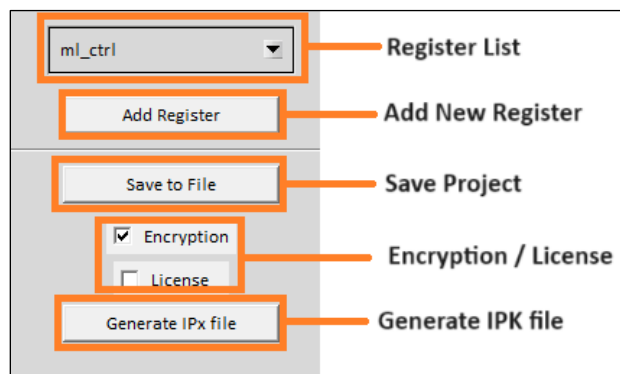 ml_ctrl
Register List
Add Register
Add New Register
Save to File
Save Project
Encryption
Encryption / License
License
Generate IPx file
Generate IPK file